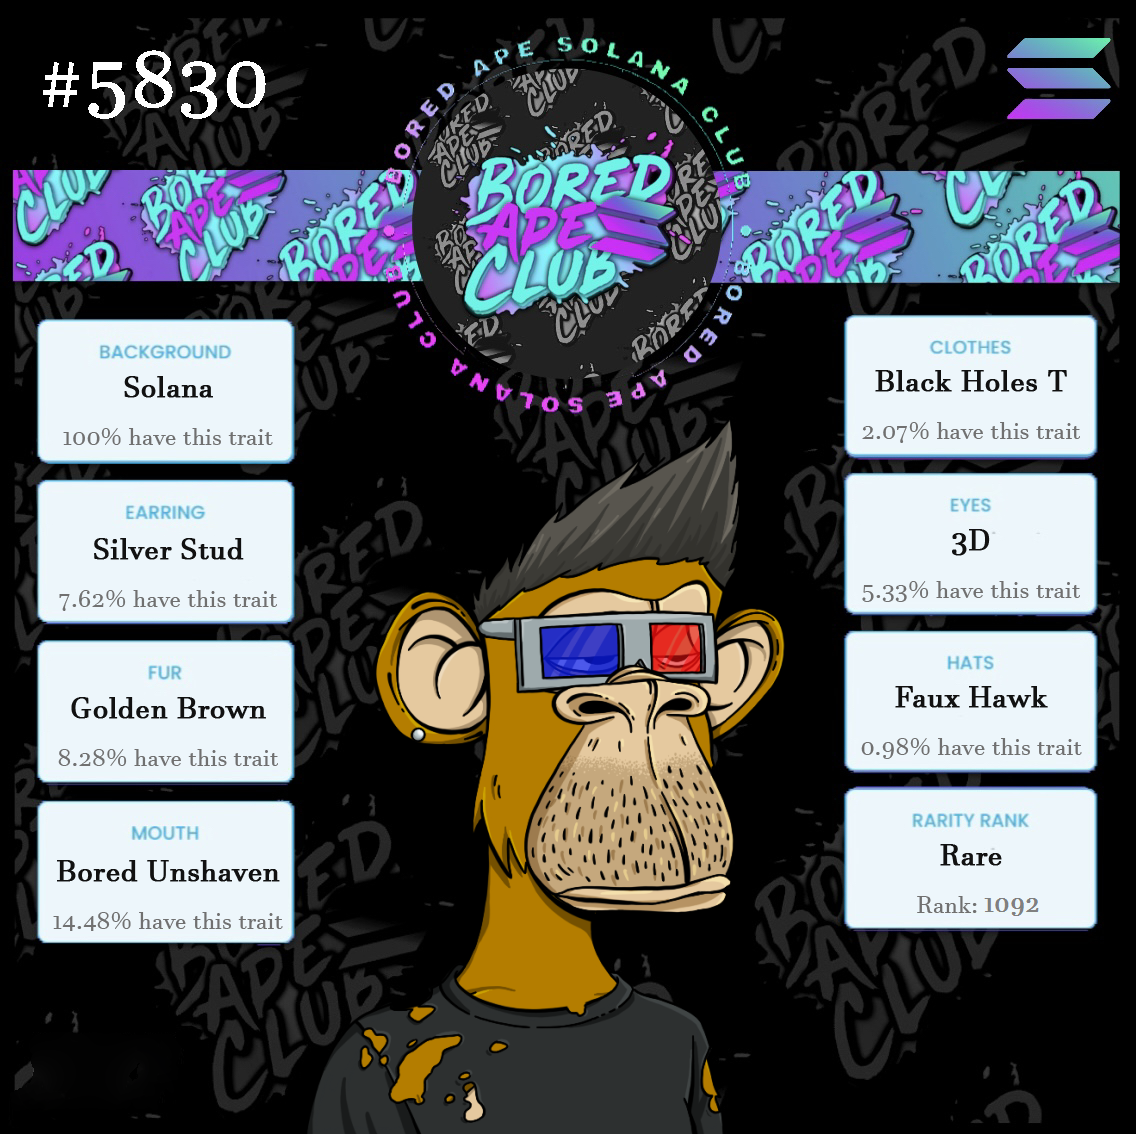 #5830
BORED APE SOLANA CLUB
BORED
APE
CLUB
BORED APE SOLANA CLUB
BACKGROUND
Solana
100% have this trait
EARRING
Silver Stud
7.62% have this trait
FUR
Golden Brown
8.28% have this trait
MOUTH
Bored Unshaven
14.48% have this trait
CLOTHES
Black Holes T
2.07% have this trait
EYES
3D
5.33% have this trait
HATS
Faux Hawk
0.98% have this trait
RARITY RANK
Rare
Rank: 1092